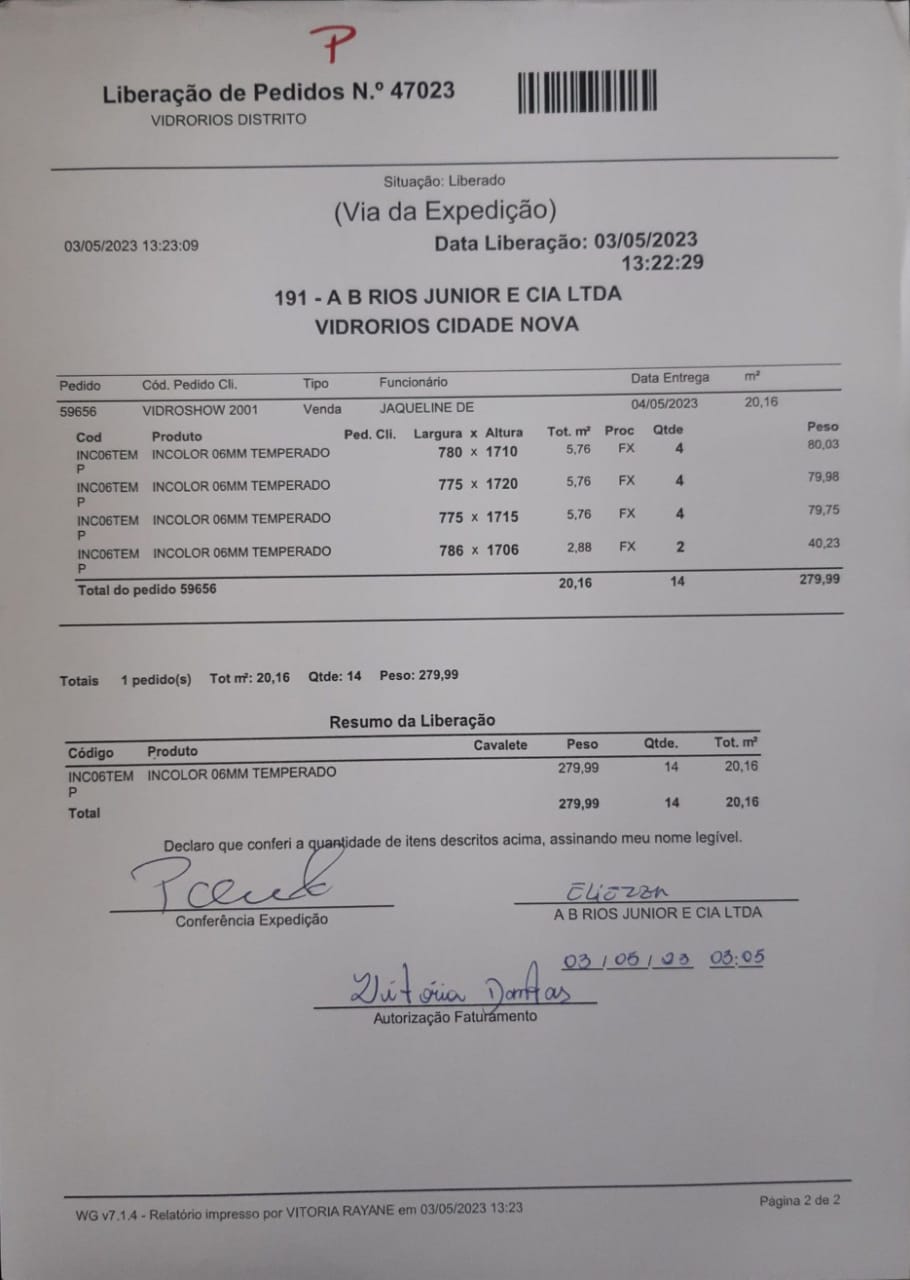 P
Liberação de Pedidos N.º 47023
VIDRORIOS DISTRITO
Situação: Liberado
(Via da Expedição)
03/05/2023 13:23:09
Data Liberação: 03/05/2023
13:22:29
191 - A B RIOS JUNIOR E CIA LTDA
VIDRORIOS CIDADE NOVA
Pedido Cód. Pedido Cli. Tipo Funcionário Data Entrega m²
59656 VIDROSHOW 2001 Venda JAQUELINE DE 04/05/2023 20,16
Cod Produto Ped. Cli. Largura x Altura Tot. m² Proc Qtde Peso
INC06TEM INCOLOR 06MM TEMPERADO 780 x 1710 5,76 FX 4 80,03
P
INC06TEM INCOLOR 06MM TEMPERADO 775 x 1720 5,76 FX 4 79,98
P
INC06TEM INCOLOR 06MM TEMPERADO 775 x 1715 5,76 FX 4 79,75
P
INC06TEM INCOLOR 06MM TEMPERADO 786 x 1706 2,88 FX 2 40,23
P
Total do pedido 59656 20,16 14 279,99
Totais 1 pedido(s) Tot m²: 20,16 Qtde: 14 Peso: 279,99
Resumo da Liberação
Código Produto Cavalete Peso Qtde. Tot. m²
INC06TEM INCOLOR 06MM TEMPERADO 279,99 14 20,16
P
Total 279,99 14 20,16
Declaro que conferi a quantidade de itens descritos acima, assinando meu nome legível.
Conferência Expedição
A B RIOS JUNIOR E CIA LTDA
03/05/23 03:05
Vitória Dantas
Autorização Faturamento
WG v7.1.4 - Relatório impresso por VITORIA RAYANE em 03/05/2023 13:23
Página 2 de 2